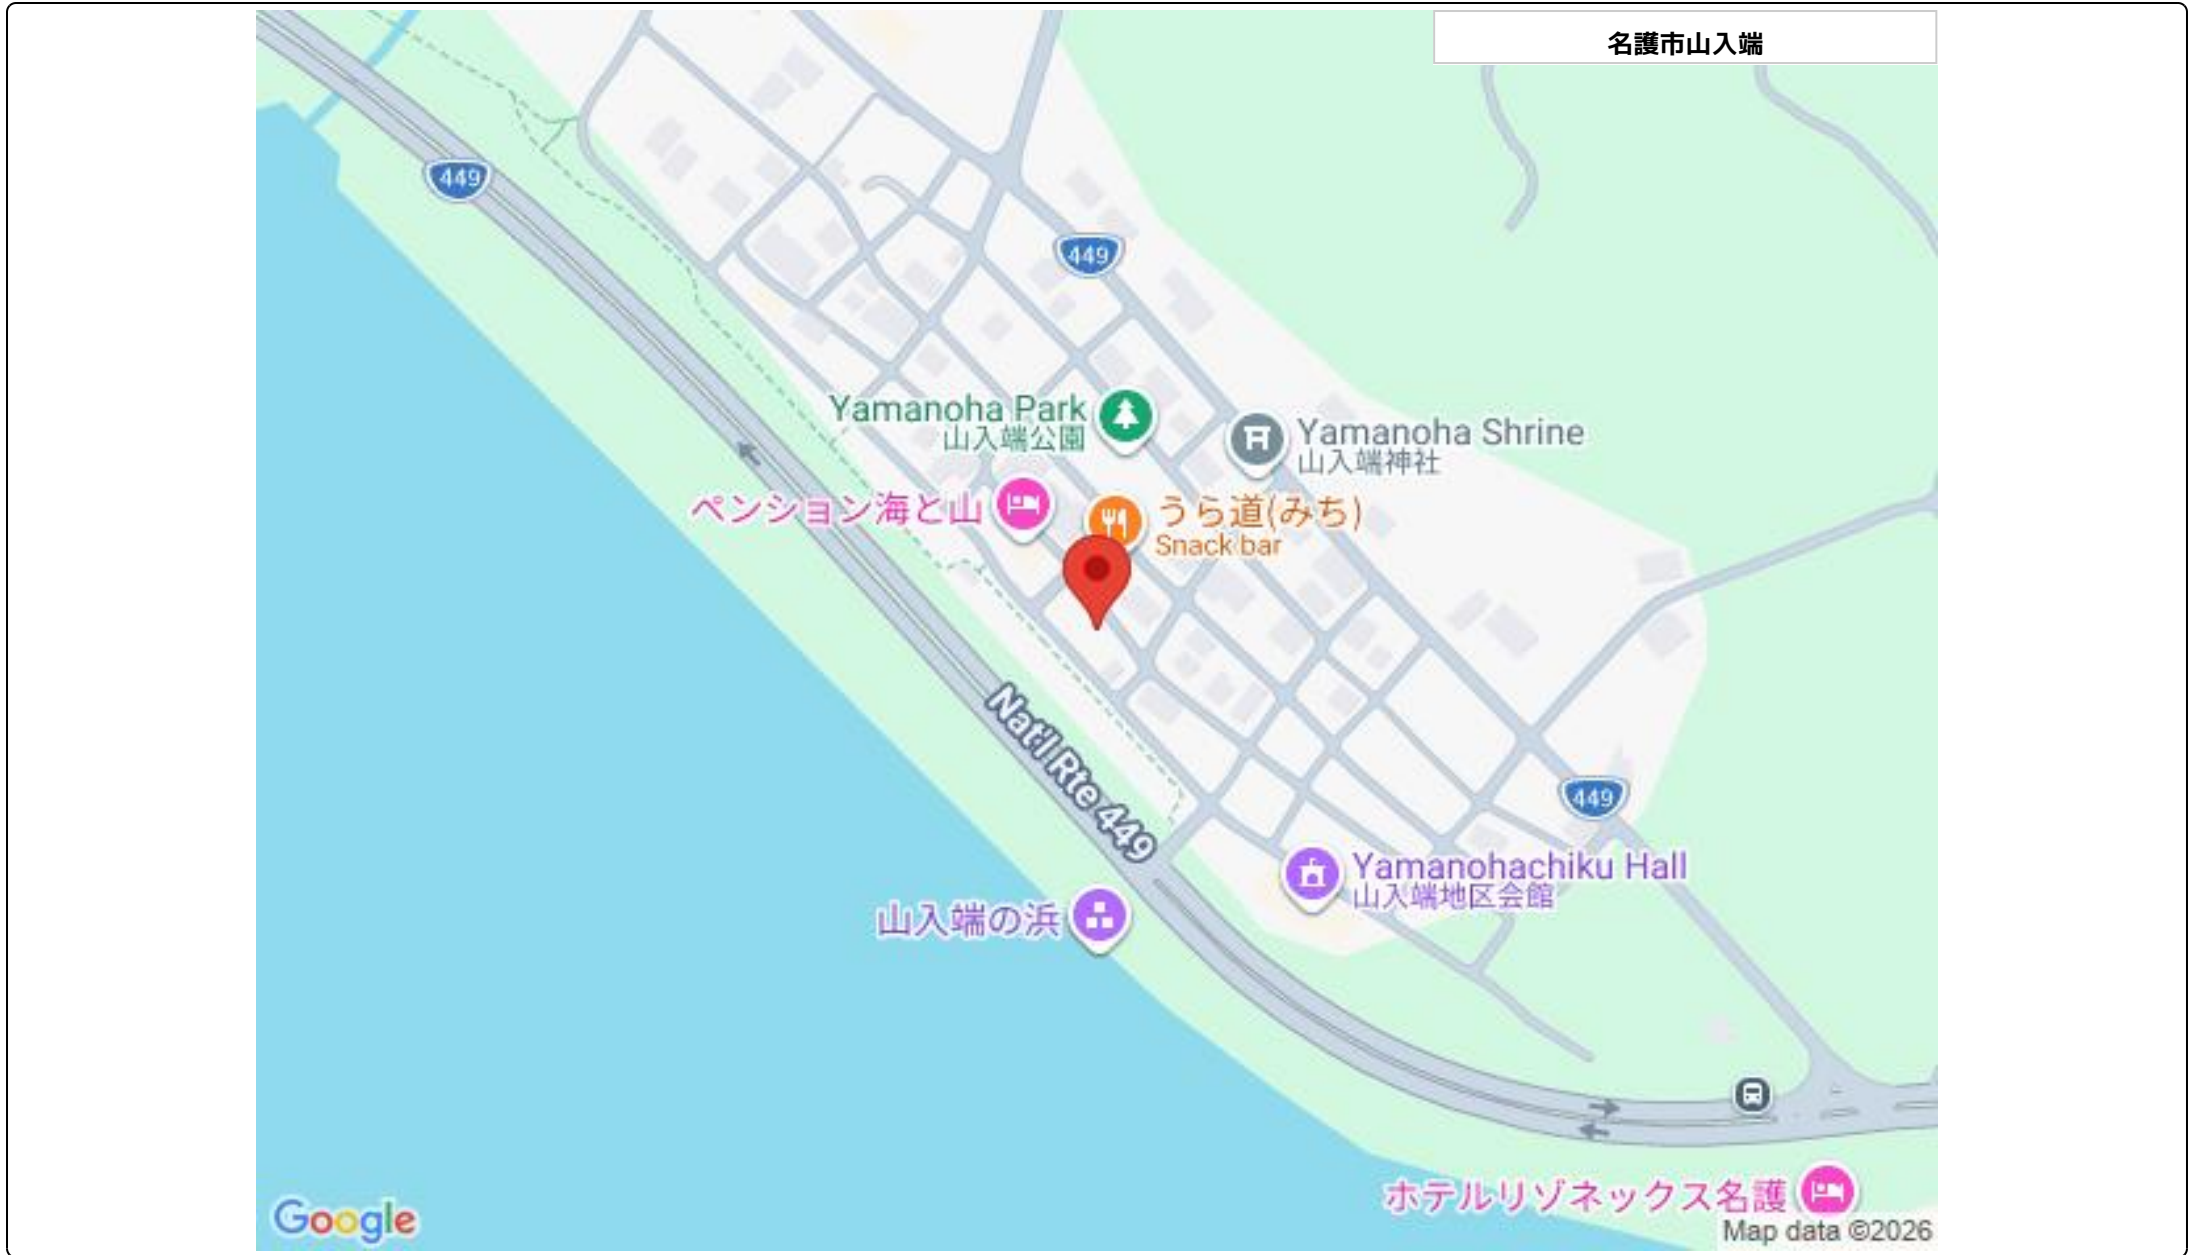 名護市山入端
449
449
Yamanoha Park
山入端公園
Yamanoha Shrine
山入端神社
ペンション海と山
うら道(みち)
Snack bar
Nat'l Rte 449
449
Yamanohachiku Hall
山入端地区会館
山入端の浜
ホテルリゾネックス名護
Google
Map data ©2026